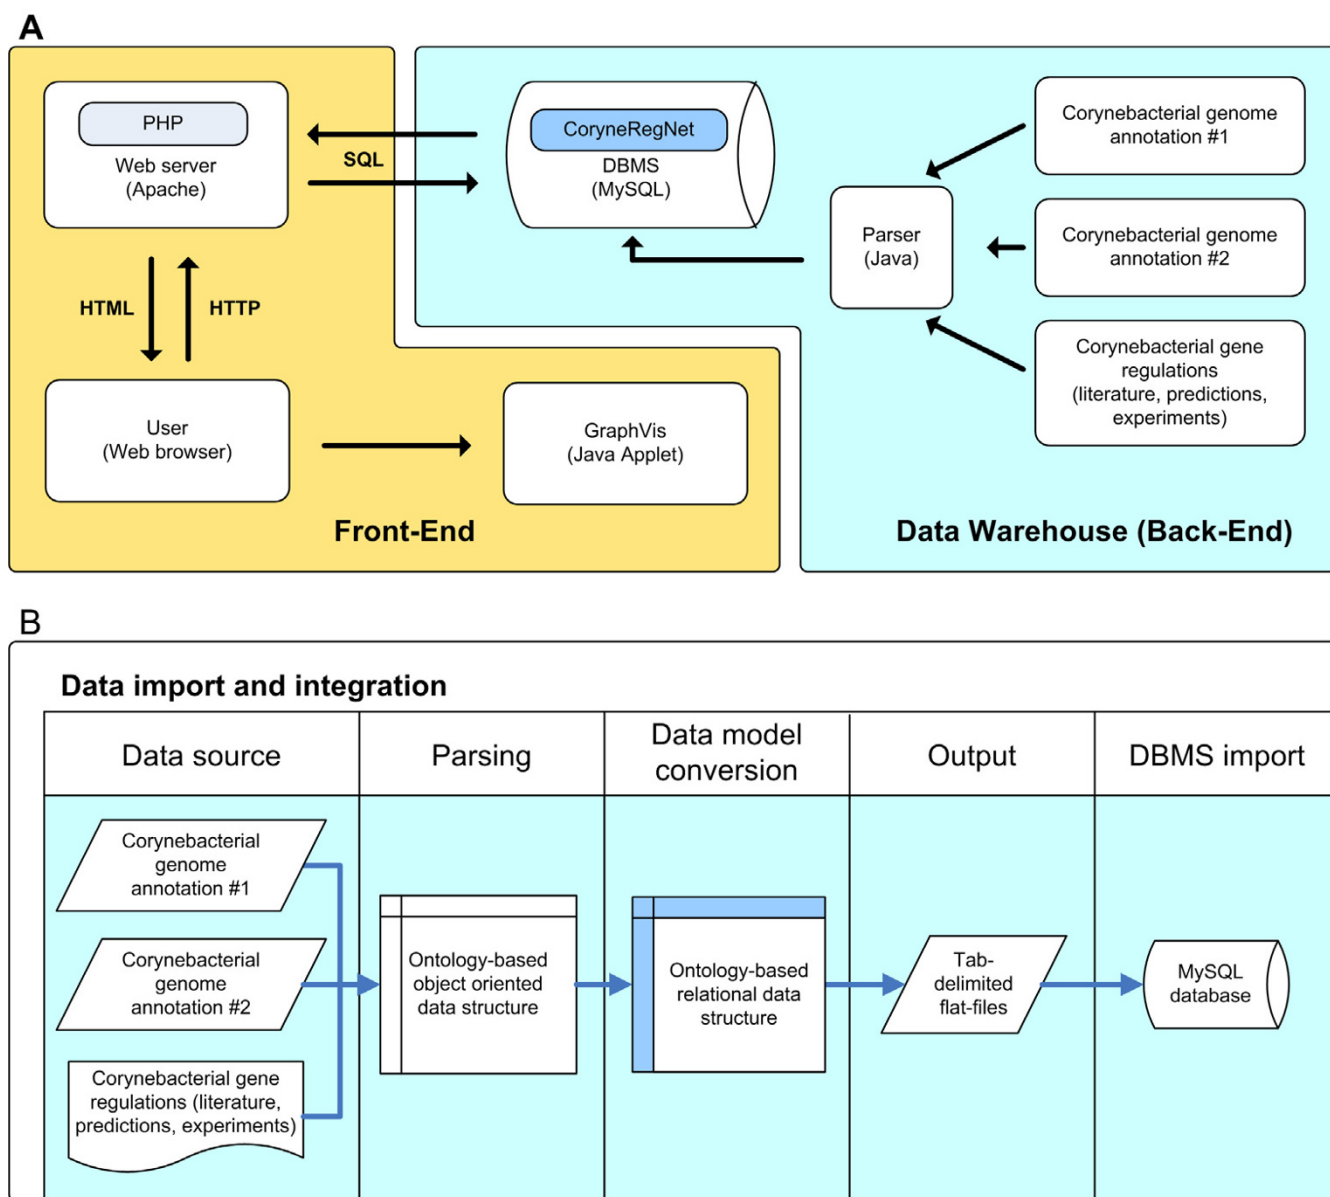 A
PHP
Web server
(Apache)
SQL
CoryneRegNet
DBMS
(MySQL)
Parser
(Java)
Corynebacterial genome
annotation #1
Corynebacterial genome
annotation #2
Corynebacterial gene
regulations
(literature, predictions,
experiments)
HTML
HTTP
User
(Web browser)
GraphVis
(Java Applet)
Front-End
Data Warehouse (Back-End)
B
Data import and integration
Data source
Parsing
Data model
conversion
Output
DBMS import
Corynebacterial
genome
annotation #1
Corynebacterial
genome
annotation #2
Corynebacterial gene
regulations (literature,
predictions, experiments)
Ontology-based
object oriented
data structure
Ontology-based
relational data
structure
Tab-
delimited
flat-files
MySQL
database